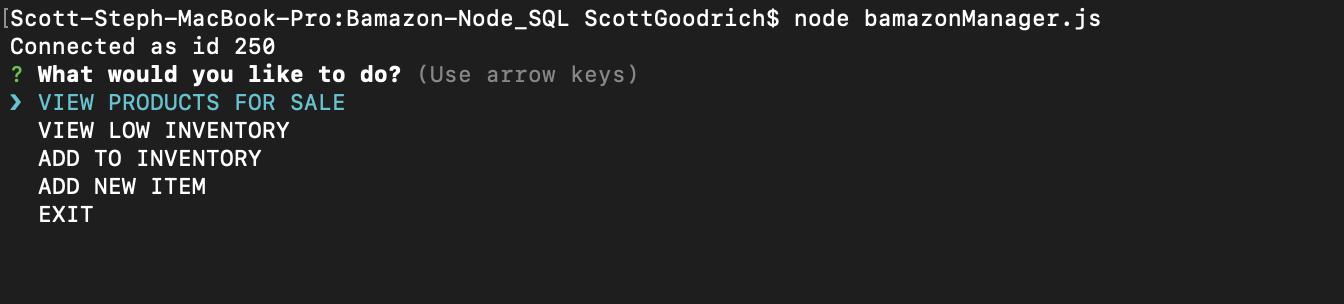 [Scott-Steph-MacBook-Pro:Bamazon-Node_SQL ScottGoodrich$ node bamazonManager.js
Connected as id 250
? What would you like to do? (Use arrow keys)
❯ VIEW PRODUCTS FOR SALE
VIEW LOW INVENTORY
ADD TO INVENTORY
ADD NEW ITEM
EXIT